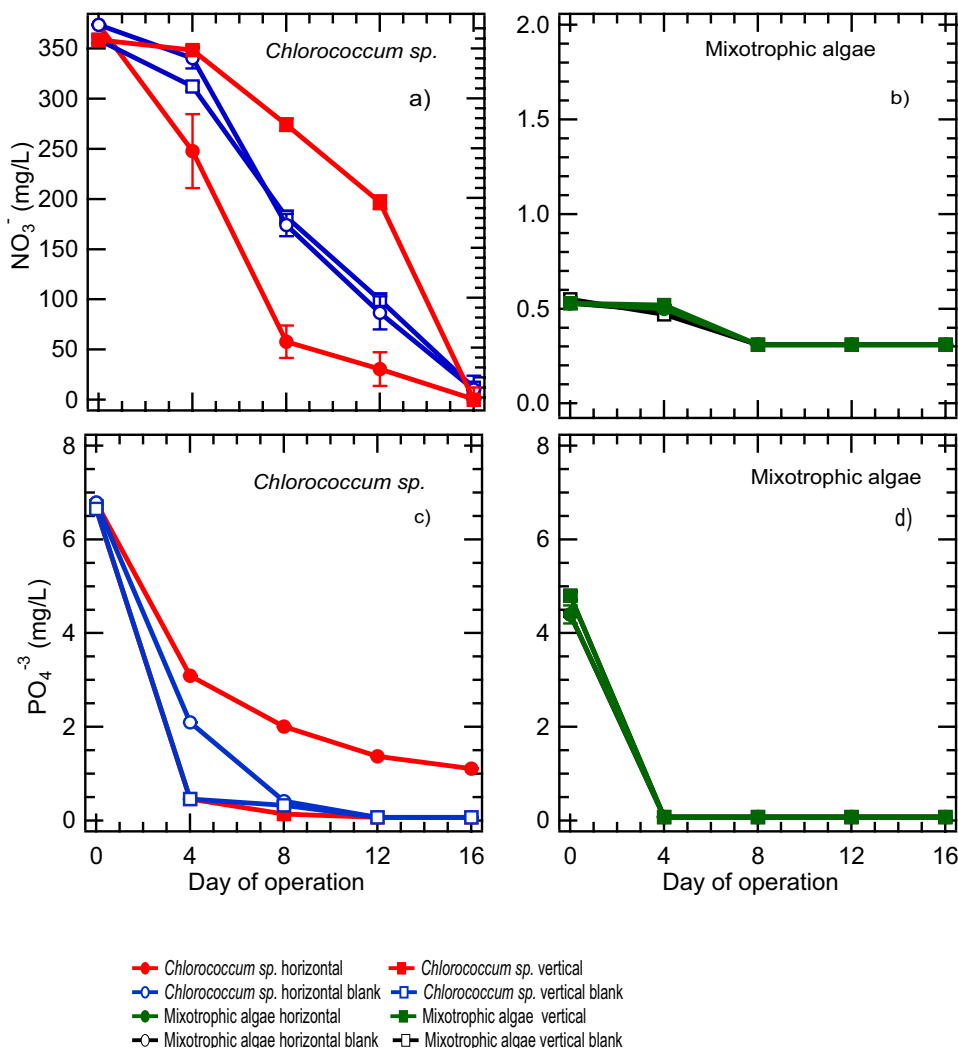 350
300
250
200
150
100
50
0
NO3- (mg/L)
Chlorococcum sp.
a)
2.0
1.5
1.0
0.5
0.0
Mixotrophic algae
b)
8
6
4
2
0
PO4-3 (mg/L)
Chlorococcum sp.
c)
0 4 8 12 16
Day of operation
8
6
4
2
0
Mixotrophic algae
d)
0 4 8 12 16
Day of operation
Chlorococcum sp. horizontal Chlorococcum sp. vertical
Chlorococcum sp. horizontal blank Chlorococcum sp. vertical blank
Mixotrophic algae horizontal Mixotrophic algae vertical
Mixotrophic algae horizontal blank Mixotrophic algae vertical blank